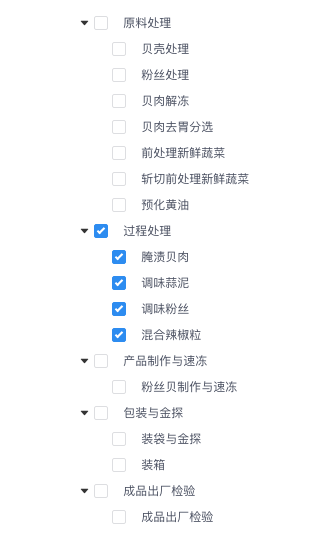 原料处理
贝壳处理
粉丝处理
贝肉解冻
贝肉去胃分选
前处理新鲜蔬菜
斩切前处理新鲜蔬菜
预化黄油
过程处理
腌渍贝肉
调味蒜泥
调味粉丝
混合辣椒粒
产品制作与速冻
粉丝贝制作与速冻
包装与金探
装袋与金探
装箱
成品出厂检验
成品出厂检验